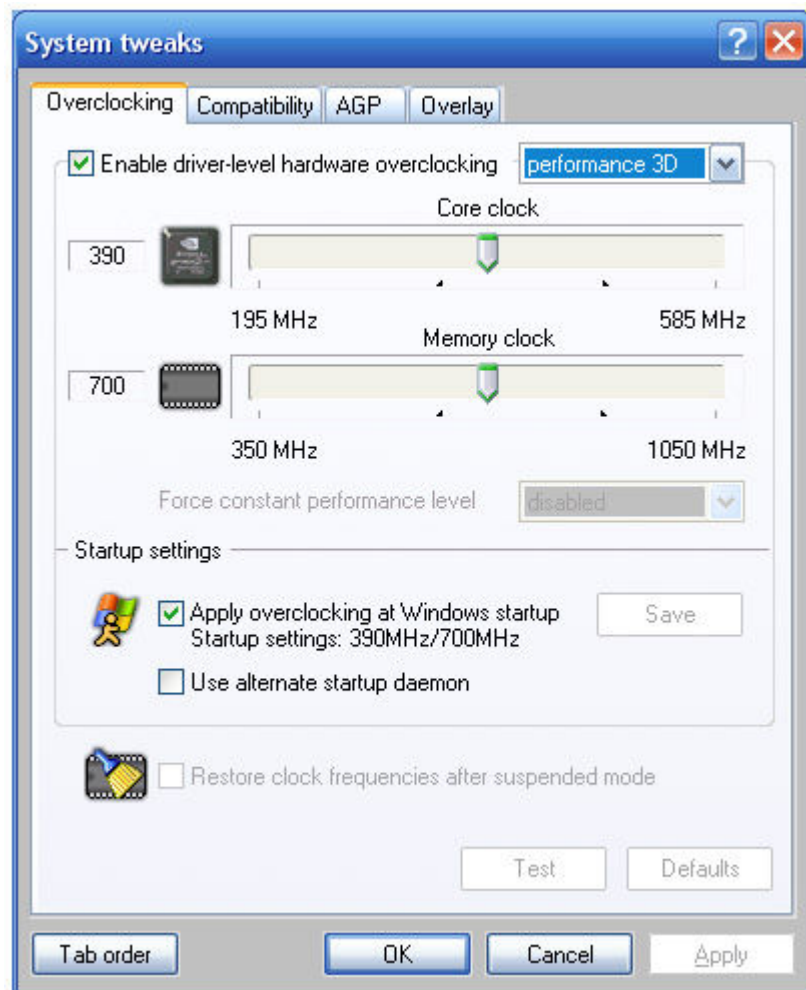 System tweaks
Overclocking Compatibility AGP Overlay
Enable driver-level hardware overclocking performance 3D
Core clock
390
195 MHz 585 MHz
Memory clock
700
350 MHz 1050 MHz
Force constant performance level disabled
Startup settings
Apply overclocking at Windows startup Save
Startup settings: 390MHz/700MHz
Use alternate startup daemon
Restore clock frequencies after suspended mode
Test Defaults
Tab order OK Cancel Apply